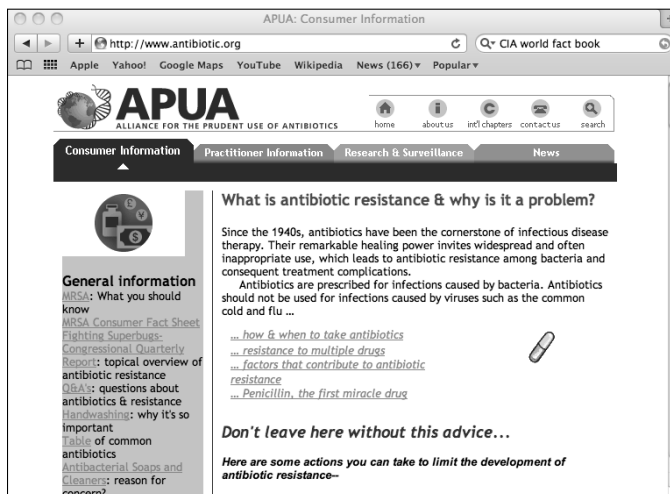 APUA: Consumer Information
http://www.antibiotic.org
CIA world fact book
Apple Yahoo! Google Maps YouTube Wikipedia News (166) Popular
APUA
ALLIANCE FOR THE PRUDENT USE OF ANTIBIOTICS
home about us int'l chapters contact us search
Consumer Information Practitioner Information Research & Surveillance News
What is antibiotic resistance & why is it a problem?
Since the 1940s, antibiotics have been the cornerstone of infectious disease
therapy. Their remarkable healing power invites widespread and often
inappropriate use, which leads to antibiotic resistance among bacteria and
consequent treatment complications.
Antibiotics are prescribed for infections caused by bacteria. Antibiotics
should not be used for infections caused by viruses such as the common
cold and flu ...
... how & when to take antibiotics
... resistance to multiple drugs
... factors that contribute to antibiotic
resistance
... Penicillin, the first miracle drug
Don't leave here without this advice...
Here are some actions you can take to limit the development of
antibiotic resistance--
General information
MRSA: What you should
know
MRSA Consumer Fact Sheet
Fighting Superbugs-
Congressional Quarterly
Report: topical overview of
antibiotic resistance
Q&A's: questions about
antibiotics & resistance
Handwashing: why it's so
important
Table of common
antibiotics
Antibacterial Soaps and
Cleaners: reason for
concern?